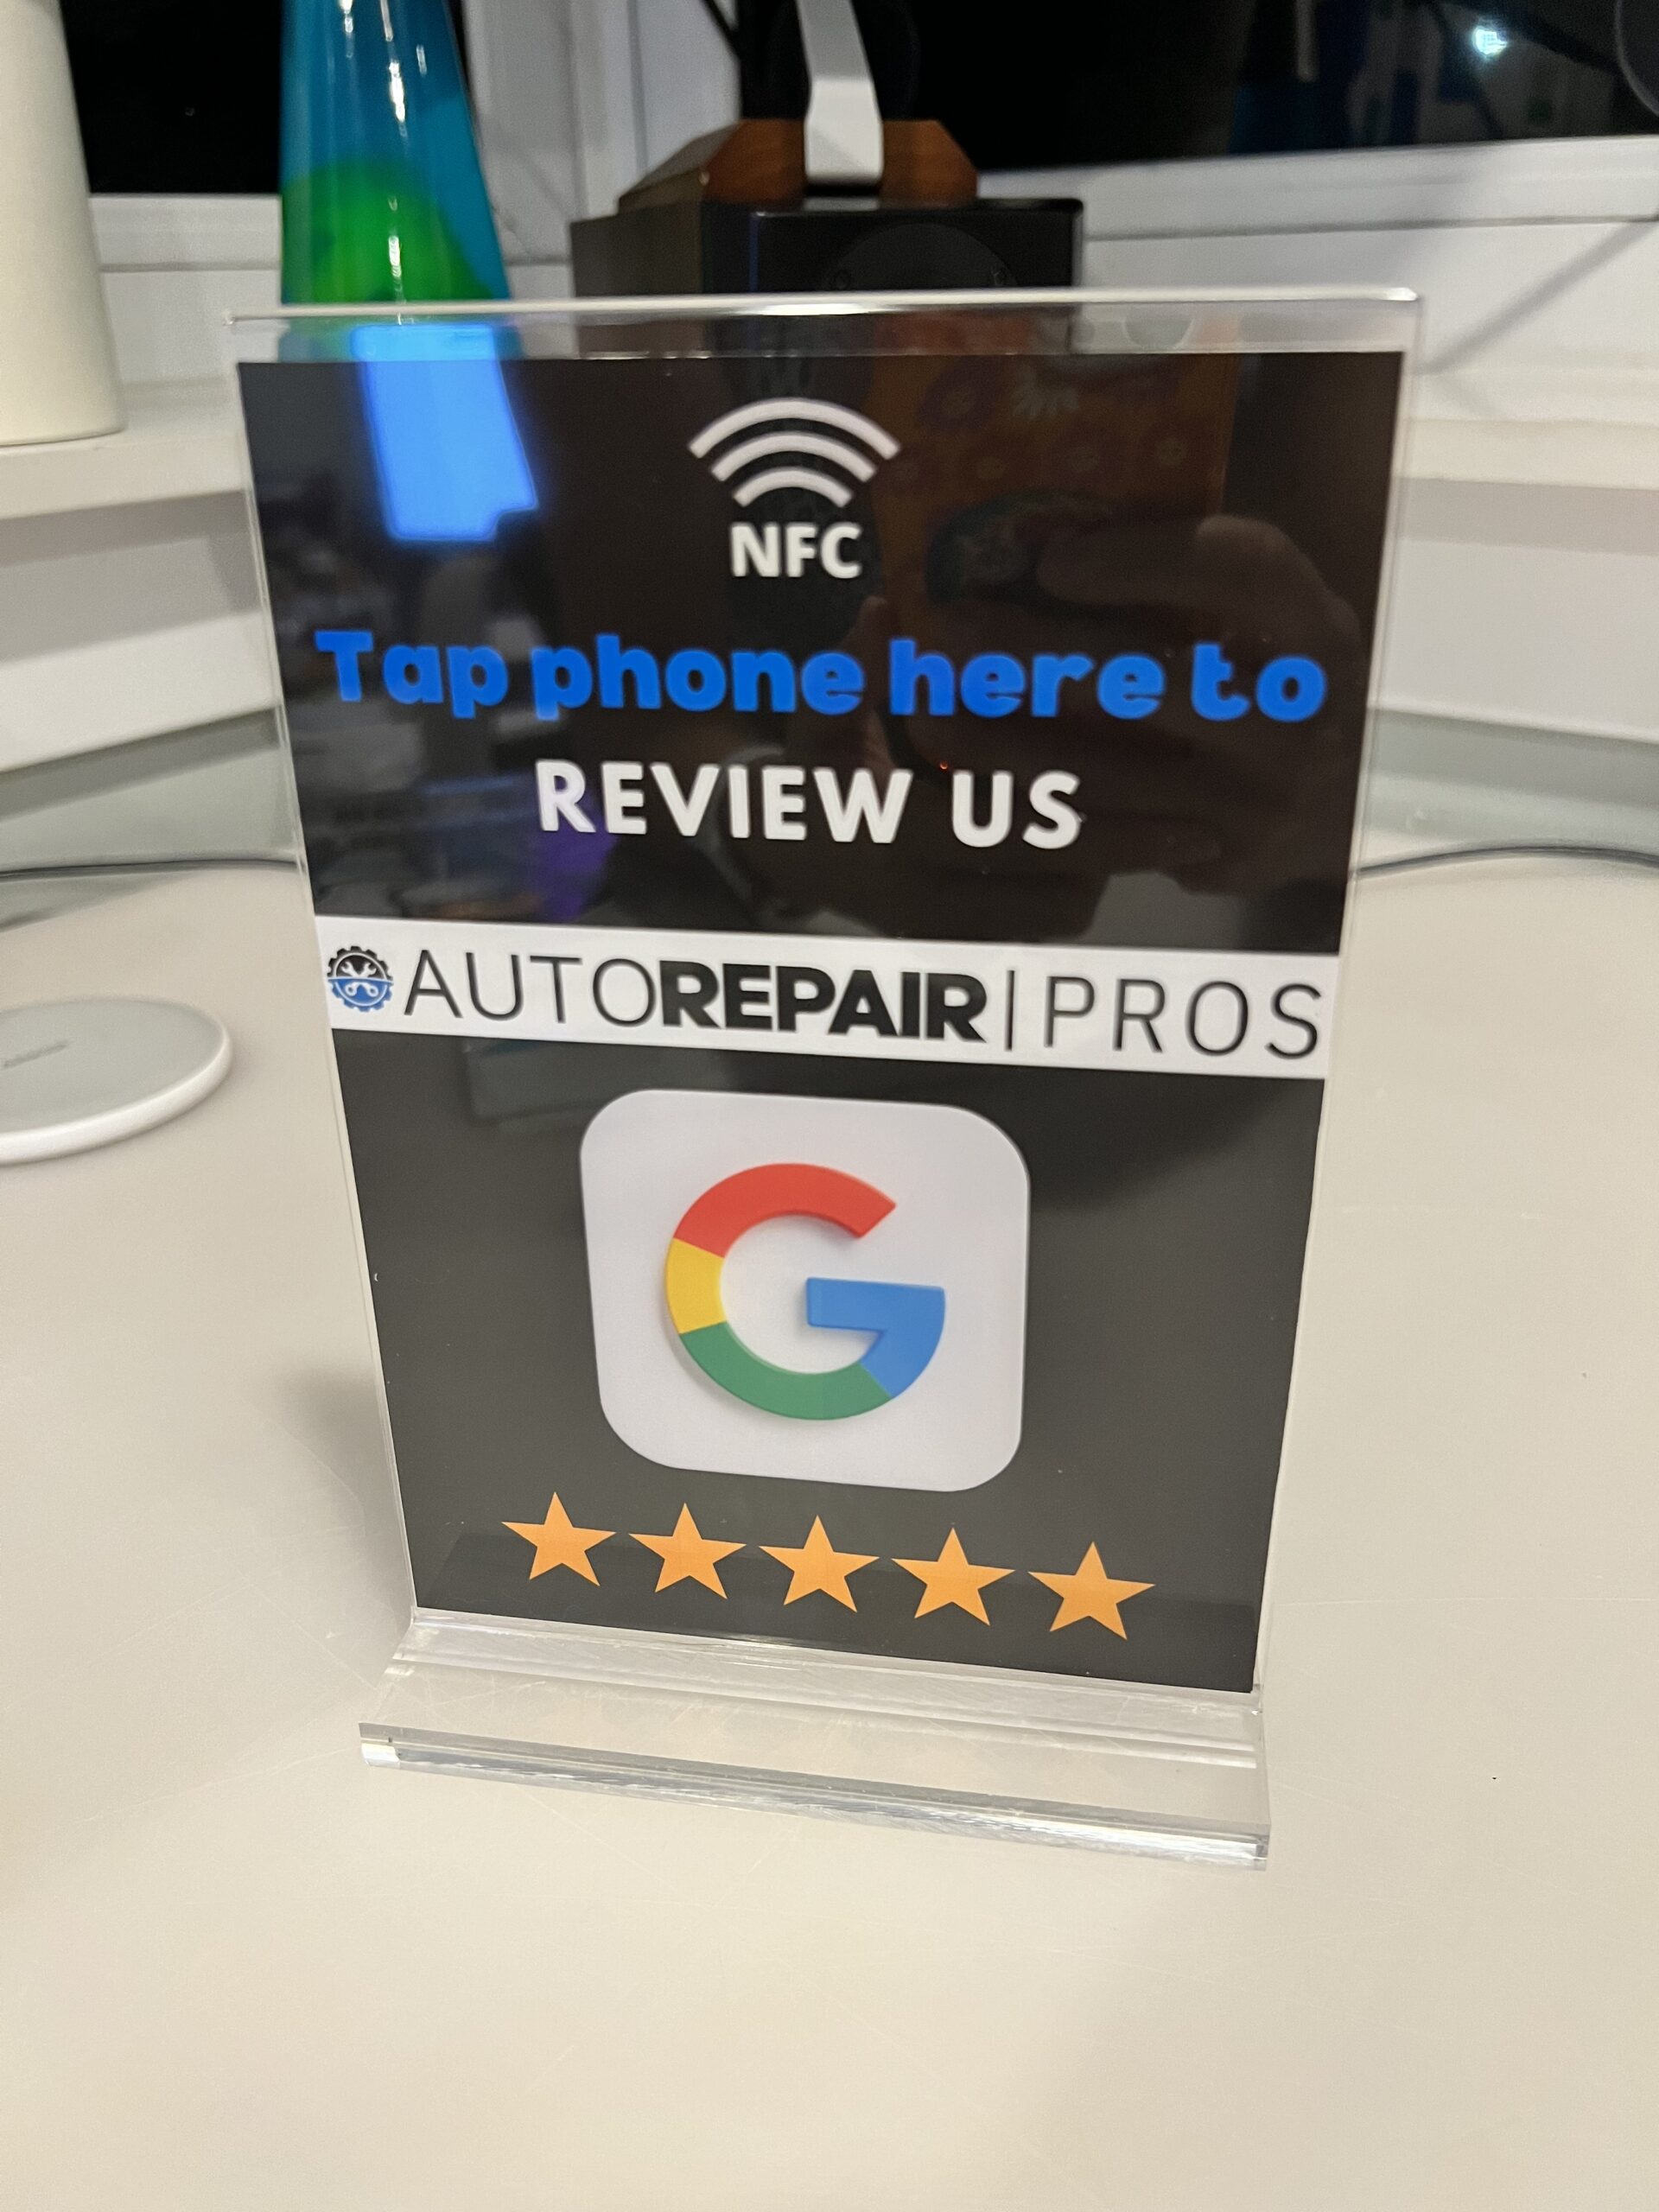 NFC
Tap phone here to
REVIEW US
AUTOREPAIR|PROS
G